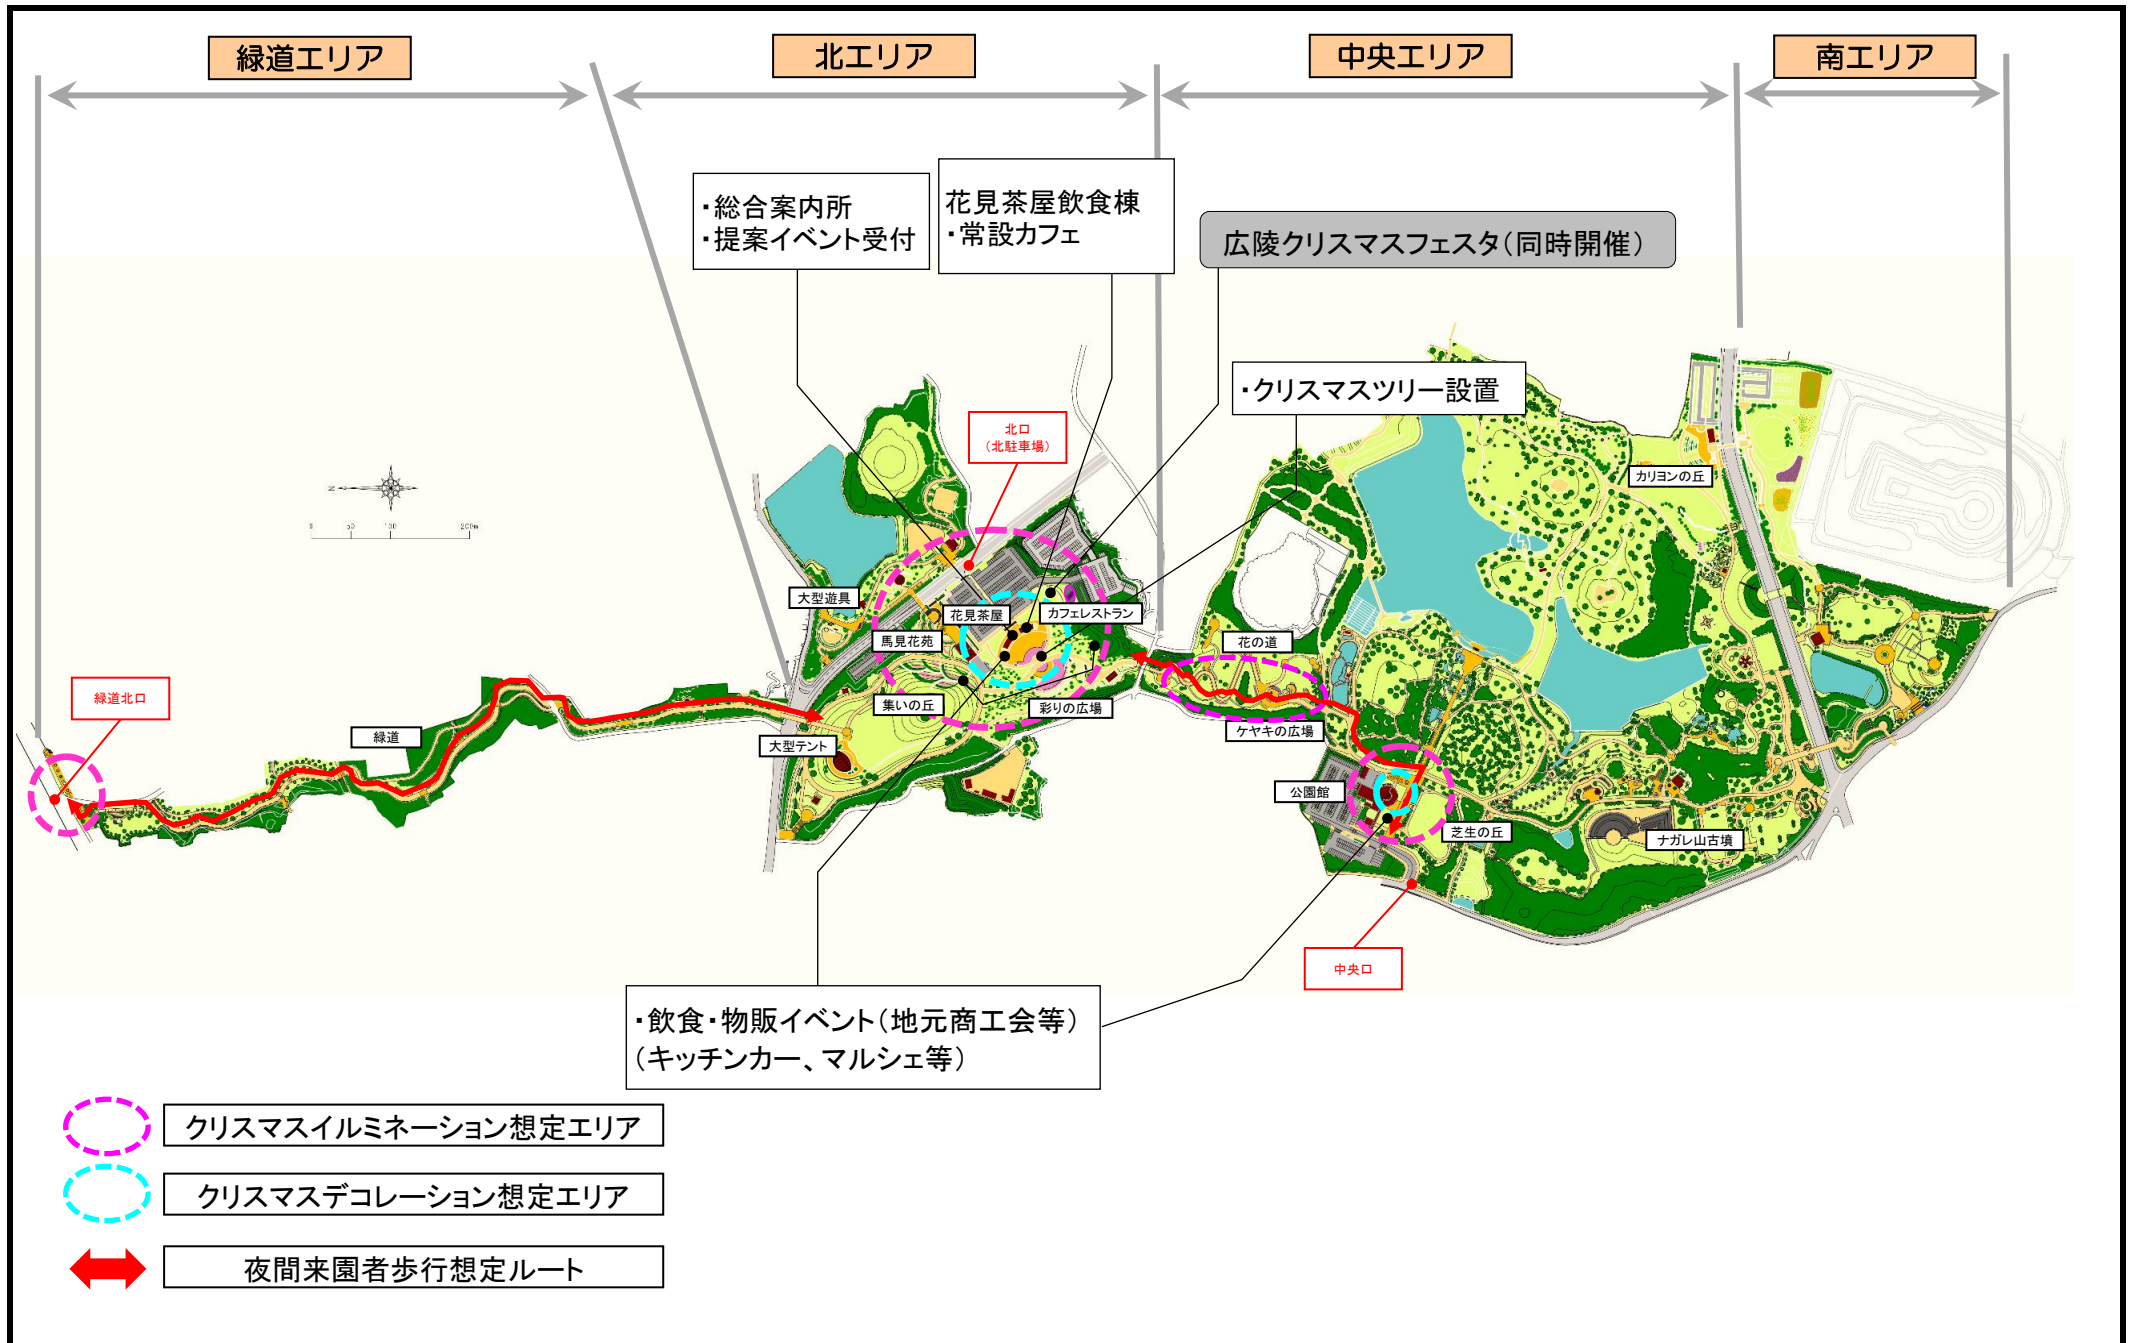 緑道エリア
北エリア
中央エリア
南エリア
・総合案内所
・提案イベント受付
花見茶屋飲食棟
・常設カフェ
広陵クリスマスフェスタ（同時開催）
・クリスマスツリー設置
北口
（北駐車場）
カリヨンの丘
N
0 50 100 200m
大型遊具
花見茶屋
カフェレストラン
馬見花苑
花の道
緑道北口
集いの丘
彩りの広場
緑道
大型テント
ケヤキの広場
公園館
芝生の丘
ナガレ山古墳
中央口
・飲食・物販イベント（地元商工会等）
（キッチンカー、マルシェ等）
クリスマスイルミネーション想定エリア
クリスマスデコレーション想定エリア
夜間来園者歩行想定ルート